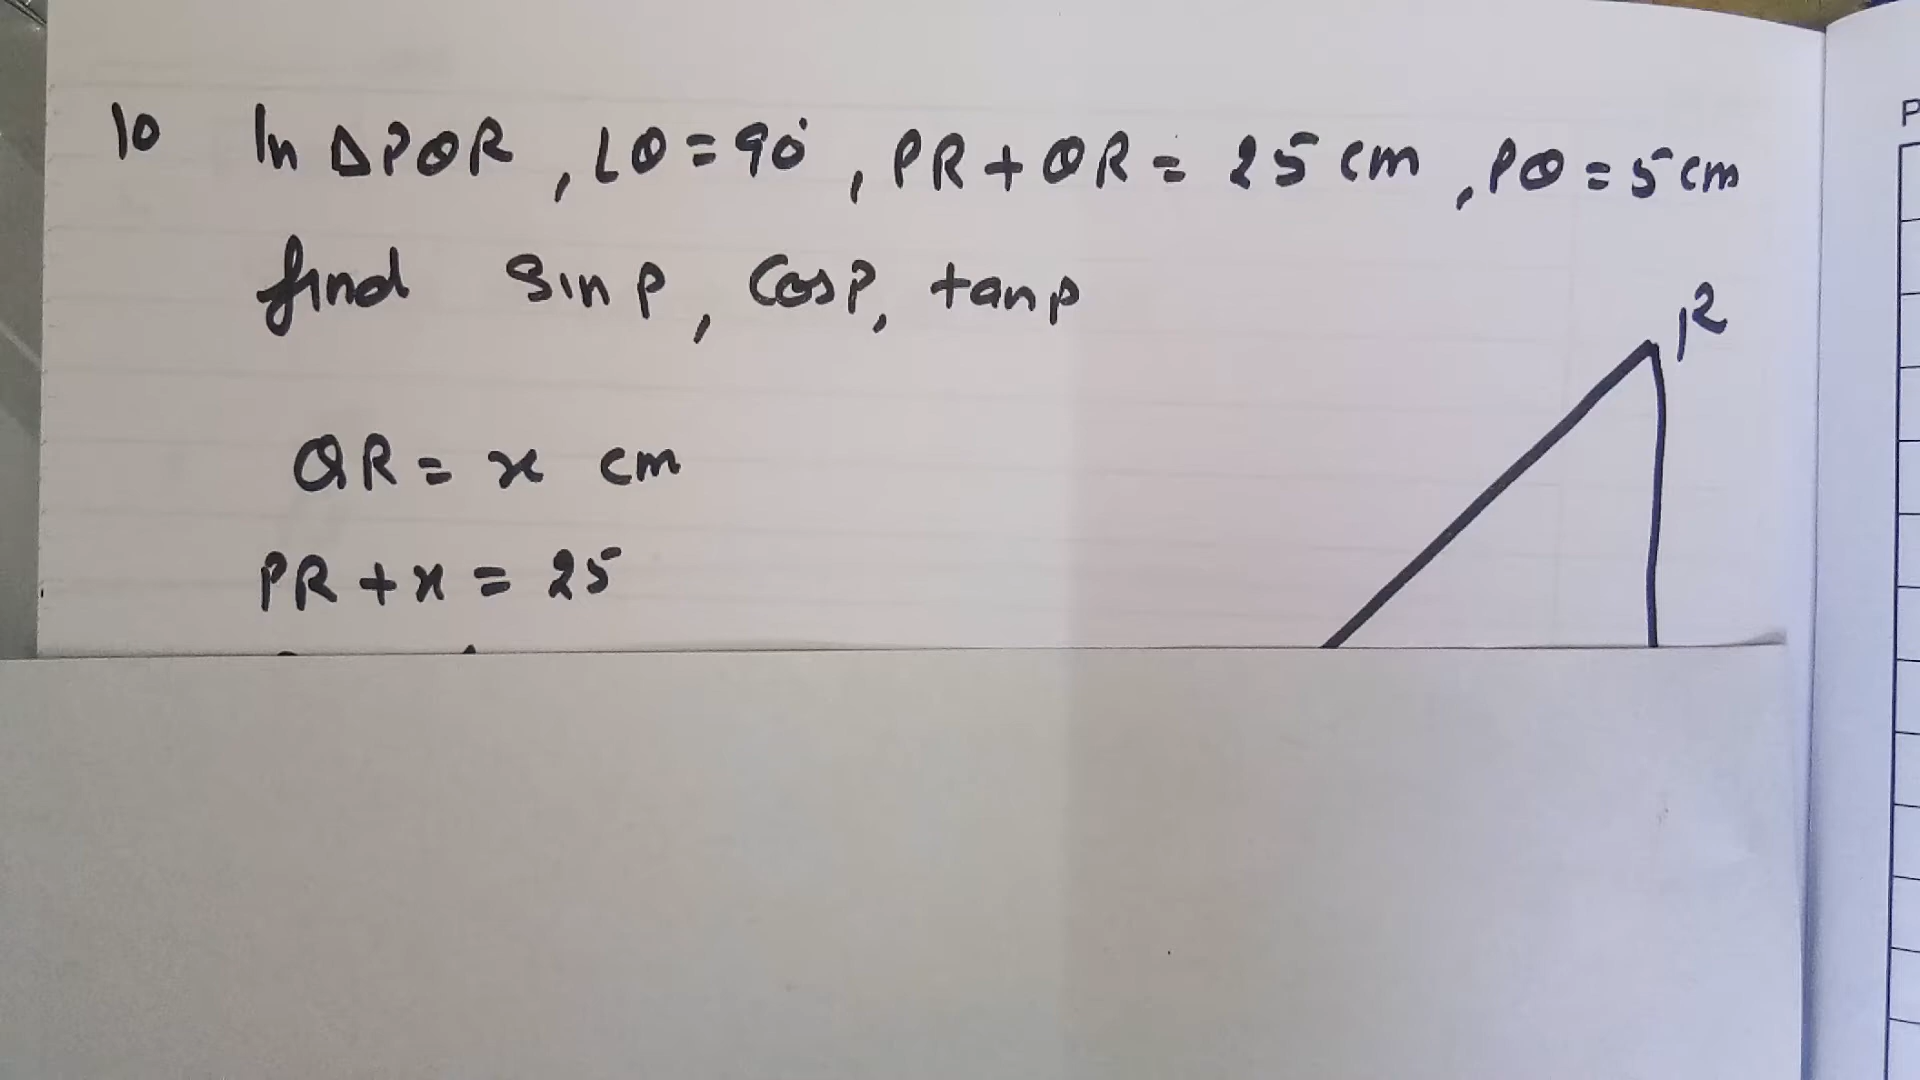 10 In ΔPQR, ∠Q = 90°, PR + QR = 25 cm, PQ = 5 cm
find sin P, Cos P, tan p
R
QR = x cm
PR + x = 25
P